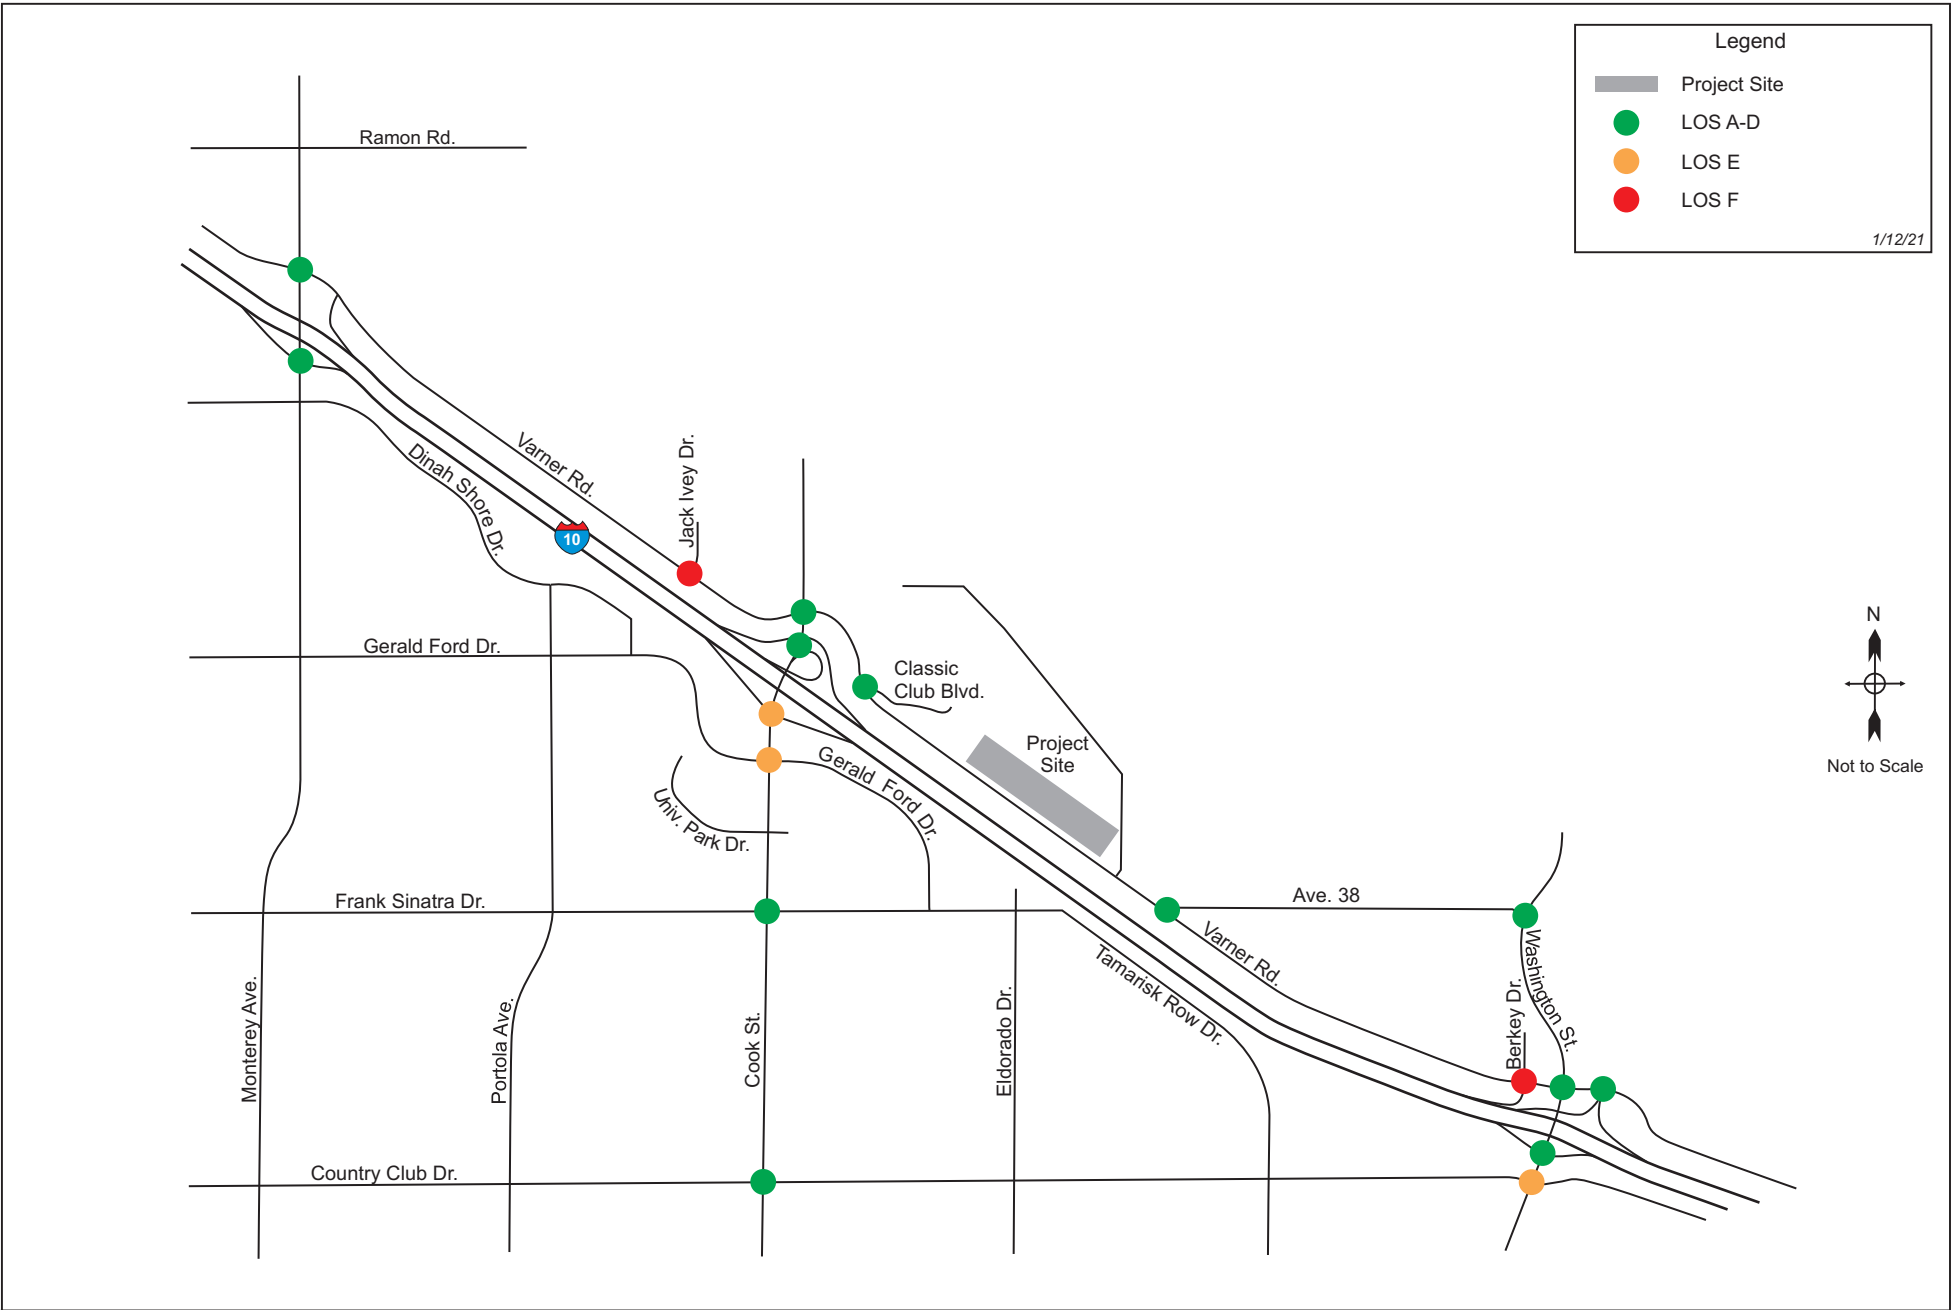 Legend
Project Site
LOS A-D
LOS E
LOS F
1/12/21
Ramon Rd.
Varner Rd.
Dinah Shore Dr.
Jack Ivey Dr.
10
Gerald Ford Dr.
Classic
Club Blvd.
N
Not to Scale
Project
Site
Gerald Ford Dr.
Univ. Park Dr.
Frank Sinatra Dr.
Ave. 38
Varner Rd.
Tamarisk Row Dr.
Washington St.
Berkey Dr.
Monterey Ave.
Portola Ave.
Cook St.
Eldorado Dr.
Country Club Dr.